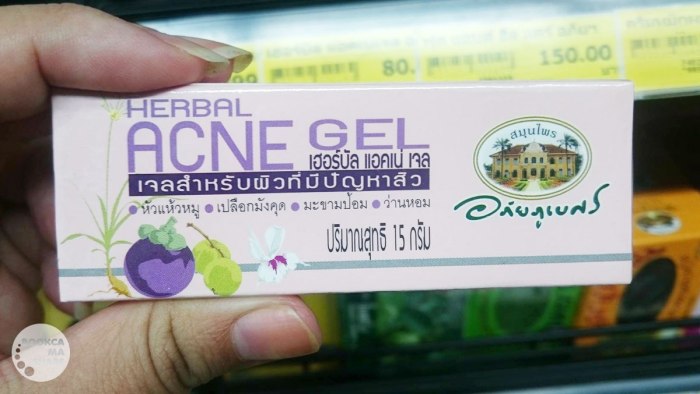 80.
150.00
HERBAL
ACNE GEL
เฮอร์บัล แอคเน่ เจล
เจลสำหรับผิวที่มีปัญหาสิว
• หัวแห้วหมู • เปลือกมังคุด • มะขามป้อม • ว่านหอม
ปริมาณสุทธิ 15 กรัม
สมุนไพร
อภัยภูเบศร
BOOKCA
MA